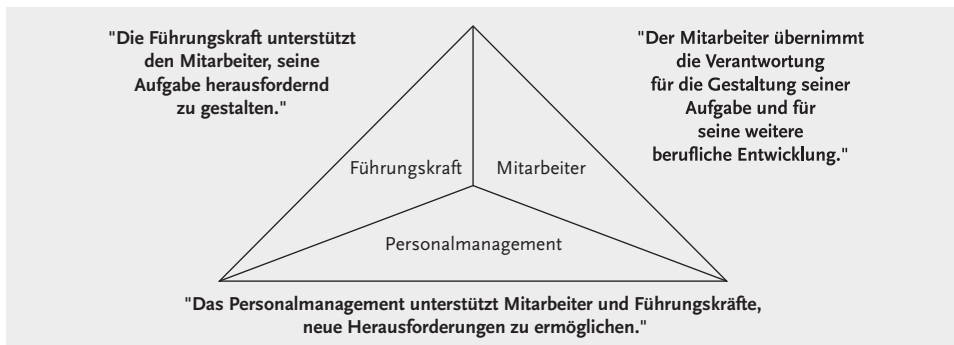 "Die Führungskraft unterstützt
den Mitarbeiter, seine
Aufgabe herausfordernd
zu gestalten."
"Der Mitarbeiter übernimmt
die Verantwortung
für die Gestaltung seiner
Aufgabe und für
seine weitere
berufliche Entwicklung."
Führungskraft
Mitarbeiter
Personalmanagement
"Das Personalmanagement unterstützt Mitarbeiter und Führungskräfte,
neue Herausforderungen zu ermöglichen."